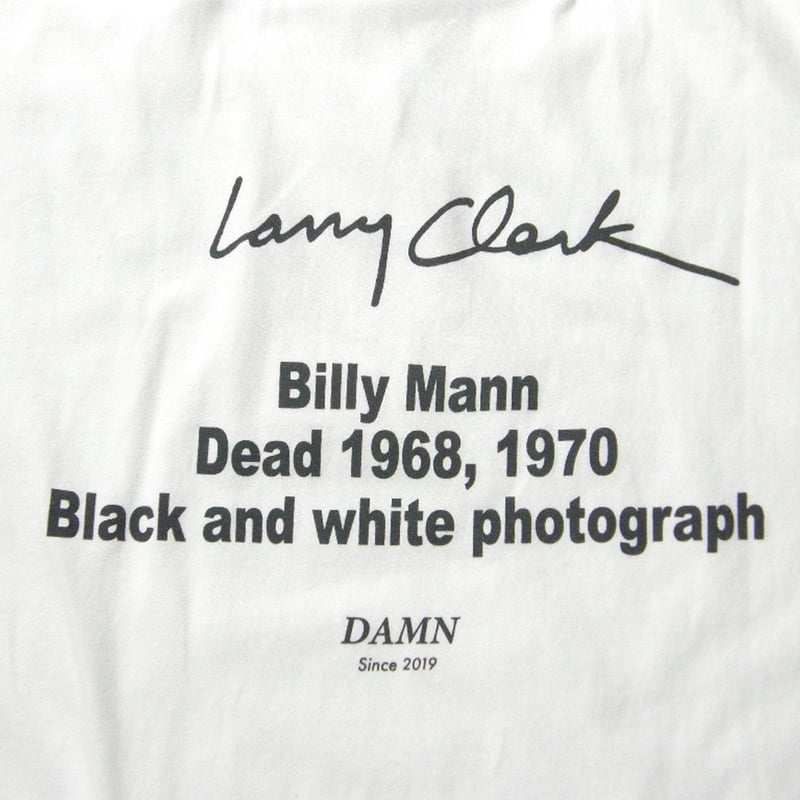 Larry Clark
Billy Mann
Dead 1968, 1970
Black and white photograph
DAMN
Since 2019